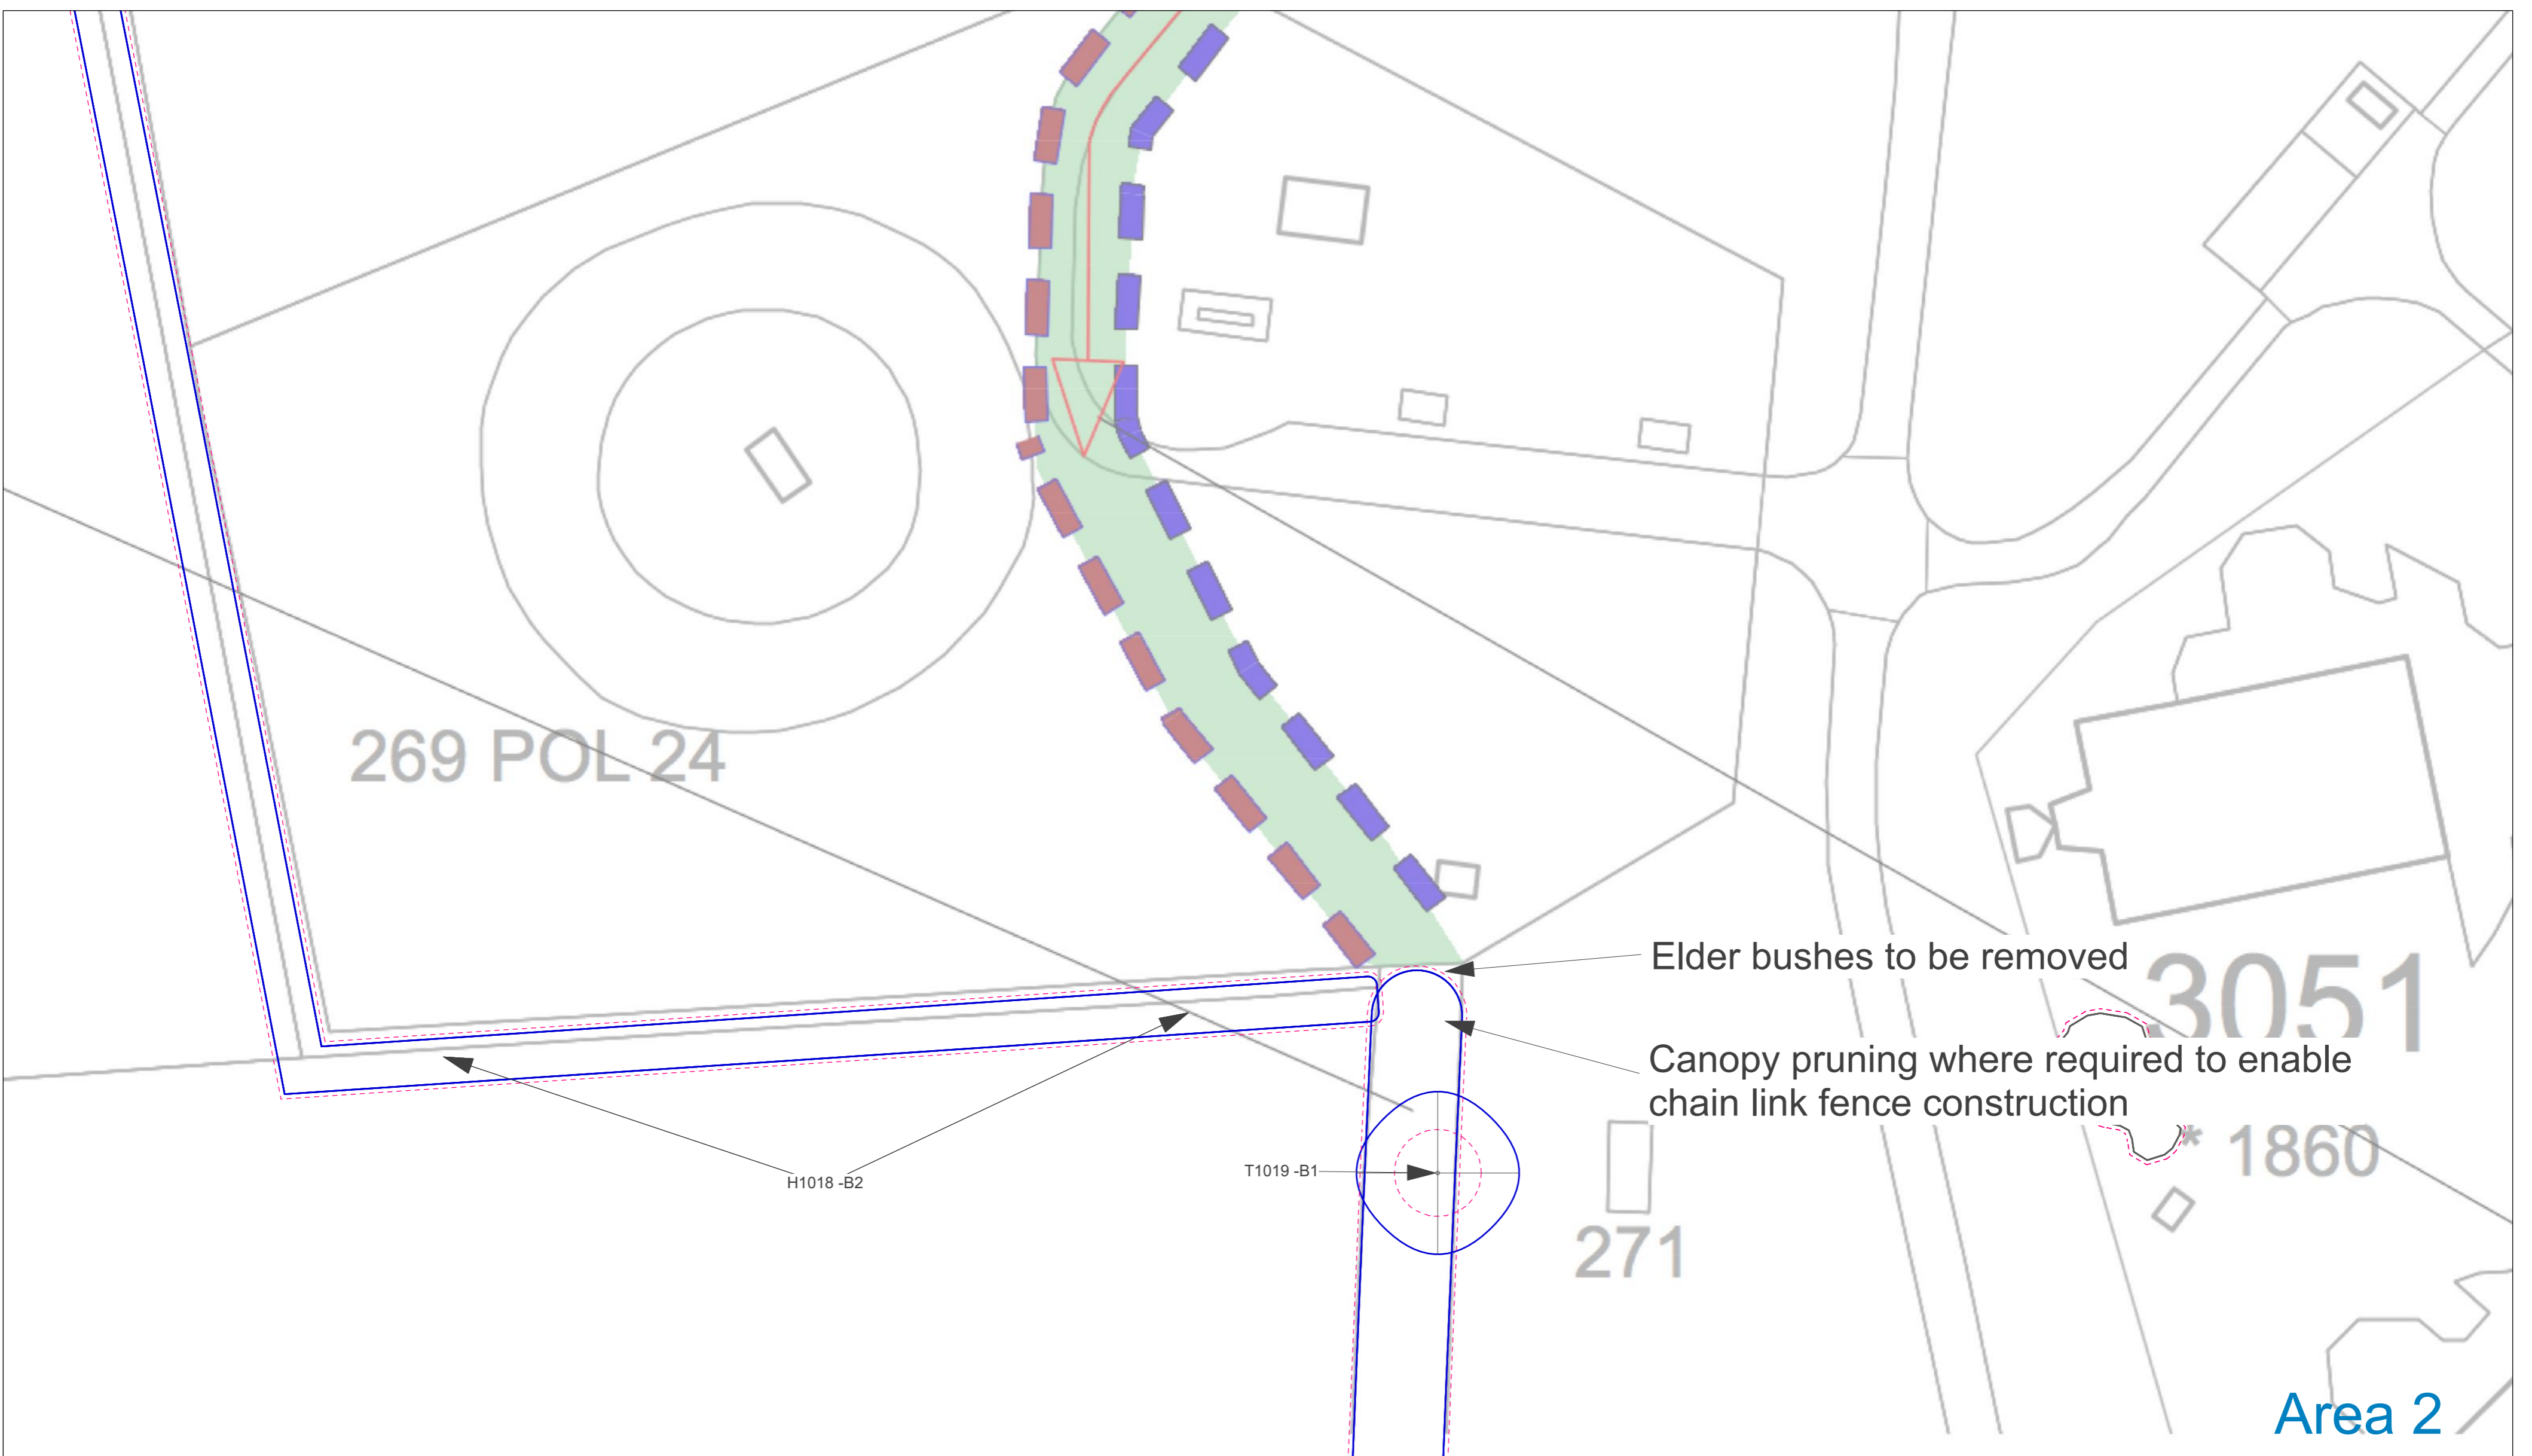 269 POL 24
Elder bushes to be removed
3051
Canopy pruning where required to enable
chain link fence construction
* 1860
T1019 -B1
H1018 -B2
271
Area 2